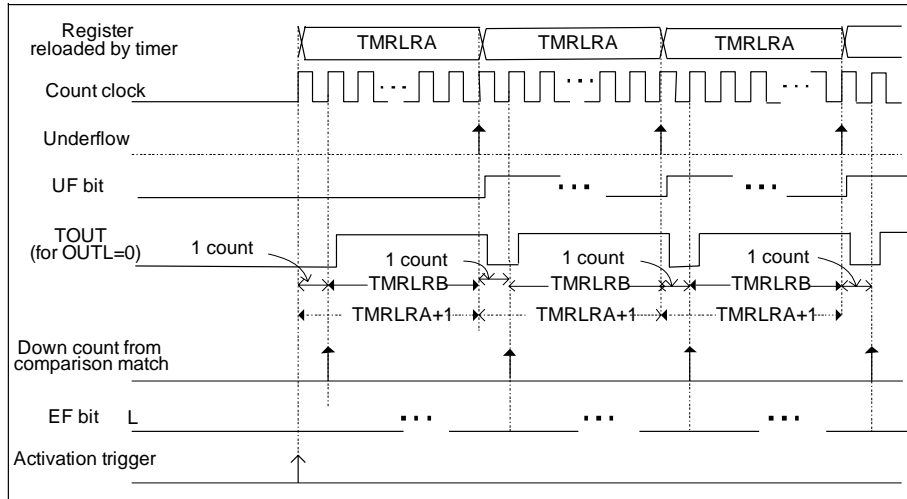 Register
reloaded by timer
TMRLRA
TMRLRA
TMRLRA
Count clock
Underflow
UF bit
TOUT
(for OUTL=0)
1 count
1 count
1 count
1 count
TMRLRB
TMRLRB
TMRLRB
TMRLRA+1
TMRLRA+1
TMRLRA+1
Down count from
comparison match
EF bit L
Activation trigger